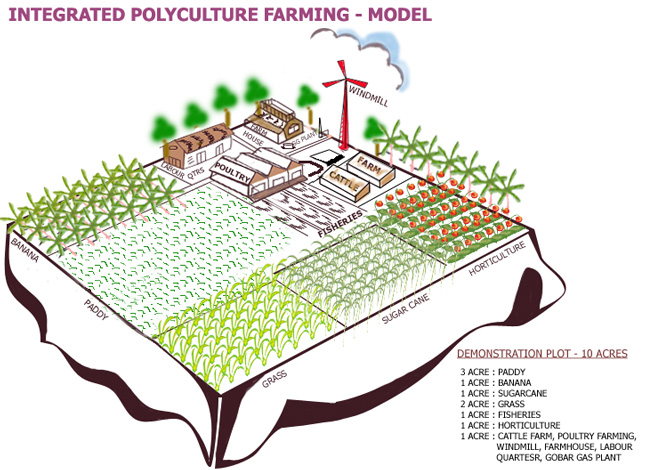 INTEGRATED POLYCULTURE FARMING - MODEL
WINDMILL
HOUSE
BG PLANT
LABOUR QTRS
POULTRY
FARM
CATTLE
FISHERIES
BANANA
PADDY
HORTICULTURE
SUGAR CANE
GRASS
DEMONSTRATION PLOT - 10 ACRES
3 ACRE : PADDY
1 ACRE : BANANA
1 ACRE : SUGARCANE
2 ACRE : GRASS
1 ACRE : FISHERIES
1 ACRE : HORTICULTURE
1 ACRE : CATTLE FARM, POULTRY FARMING,
WINDMILL, FARMHOUSE, LABOUR
QUARTESR, GOBAR GAS PLANT